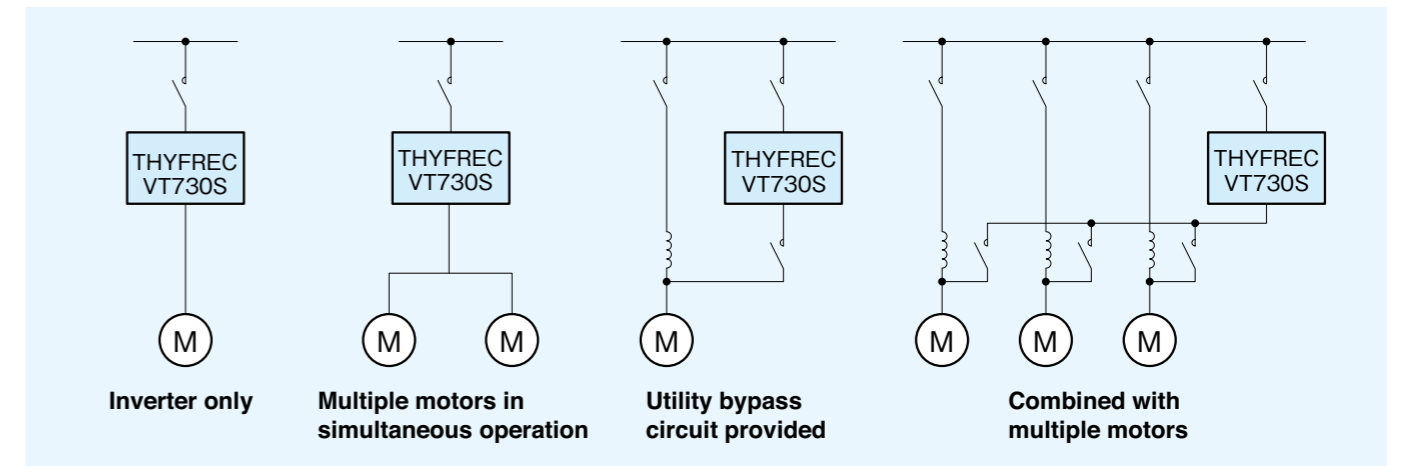 THYFREC
VT730S
THYFREC
VT730S
THYFREC
VT730S
THYFREC
VT730S
M
M
M
M
M
M
M
Inverter only
Multiple motors in
simultaneous operation
Utility bypass
circuit provided
Combined with
multiple motors